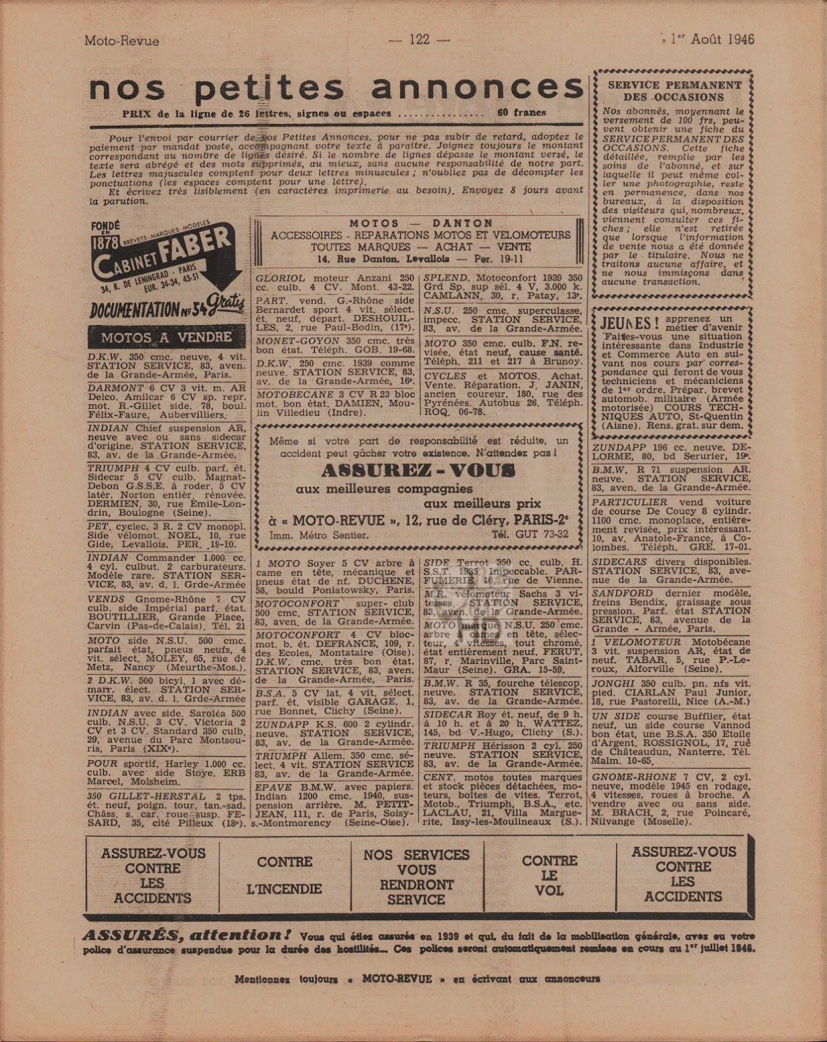 Moto-Revue
— 122 —
1er Août 1946
nos petites annonces
PRIX de la ligne de 26 lettres, signes ou espaces ................ 60 francs
Pour l'envoi par courrier de nos Petites Annonces, pour ne pas subir de retard, adoptez le
paiement par mandat poste, accompagnant votre texte à paraître. Joignez toujours le montant
correspondant au nombre de lignes désiré. Si le nombre de lignes dépasse le montant versé, le
texte sera abrégé et des mots supprimés, au mieux, sans aucune responsabilité de notre part.
Les lettres majuscules comptent pour deux lettres minuscules ; n'oubliez pas de décompter les
ponctuations (les espaces comptent pour une lettre).
Et écrivez très lisiblement (en caractères imprimerie au besoin). Envoyez 8 jours avant
la parution.
FONDÉ
EN
1878
BREVETS-MARQUES-MODÈLES
CABINET FABER
34, R. DE LENINGRAD - PARIS
EUR. 34-34, 43-51
DOCUMENTATION No 54 Gratis
MOTOS A VENDRE
D.K.W. 350 cmc. neuve, 4 vit.
STATION SERVICE, 83, aven.
de la Grande-Armée, Paris.
DARMONT 6 CV 3 vit. m. AR
Delco. Amilcar 6 CV sp. repr.
mot. R.-Gillet side. 78, boul.
Félix-Faure, Aubervilliers.
INDIAN Chief suspension AR,
neuve avec ou sans sidecar
d'origine. STATION SERVICE,
83, av. de la Grande-Armée.
TRIUMPH 4 CV culb. parf. ét.
Sidecar 5 CV culb. Magnat-
Debon G.S.S.E. à roder. 5 CV
latér. Norton entièr. rénovée.
DERMIEN, 30, rue Émile-Lon-
drin, Boulogne (Seine).
PET. cyclec. 3 R. 2 CV monopl.
Side vélomot. NOEL, 10, rue
Gide, Levallois. PER. 19-10.
INDIAN Commander 1.000 cc.
4 cyl. culbut. 2 carburateurs.
Modèle rare. STATION SER-
VICE, 83, av. d. l. Grde-Armée
VENDS Gnome-Rhône 7 CV
culb. side Impérial parf. état.
BOUTILLIER, Grande Place,
Carvin (Pas-de-Calais). Tél. 21
MOTO side N.S.U. 500 cmc.
parfait état, pneus neufs, 4
vit. sélect. MOLEY, 65, rue de
Metz, Nancy (Meurthe-Mos.).
2 D.K.W. 500 bicyl. 1 avec dé-
marr. élect. STATION SER-
VICE, 83, av. d. l. Grde-Armée
INDIAN avec side. Saroléa 500
culb. N.S.U. 3 CV, Victoria 2
CV et 3 CV. Standard 350 culb.
29, avenue du Parc Montsou-
ris, Paris (XIXe).
POUR sportif, Harley 1.000 cc.
culb. avec side Stoye. ERB
Marcel, Molsheim.
350 GILLET-HERSTAL 2 tps.
ét. neuf, poign. tour, tan.-sad.
Châss. s. car. roue susp. FE-
SARD, 35, cité Pilleux (18e).
MOTOS — DANTON
ACCESSOIRES - REPARATIONS MOTOS ET VELOMOTEURS
TOUTES MARQUES — ACHAT — VENTE
14, Rue Danton, Levallois — Per. 19-11
GLORIOL moteur Anzani 250
cc. culb. 4 CV. Mont. 43-22.
PART. vend. G.-Rhône side
Bernardet sport 4 vit. sélect.
ét. neuf, départ. DESHOUIL-
LES, 2, rue Paul-Bodin, (17e).
MONET-GOYON 350 cmc. très
bon état. Téléph. GOB. 19-68.
D.K.W. 250 cmc. 1939 comme
neuve. STATION SERVICE, 83,
av. de la Grande-Armée, 16e.
MOTOBECANE 3 CV R 23 bloc
mot. bon état. DAMIEN, Mou-
lin Villedieu (Indre).
SPLEND. Motoconfort 1939 350
Grd Sp. sup sél. 4 V, 3.000 k.
CAMLANN, 30, r. Patay, 13e.
N.S.U. 250 cmc. superculasse,
impecc. STATION SERVICE,
83, av. de la Grande-Armée.
MOTO 350 cmc. culb. F.N. re-
visée, état neuf, cause santé.
Téléph. 211 et 217 à Brunoy.
CYCLES et MOTOS. Achat.
Vente. Réparation. J. JANIN,
ancien coureur, 180, rue des
Pyrénées. Autobus 26. Téléph.
ROQ. 06-78.
Même si votre part de responsabilité est réduite, un
accident peut gâcher votre existence. N'attendez pas !
ASSUREZ-VOUS
aux meilleures compagnies
aux meilleurs prix
à « MOTO-REVUE », 12, rue de Cléry, PARIS-2e
Imm. Métro Sentier. Tél. GUT 73-32
1 MOTO Soyer 5 CV arbre à
came en tête, mécanique et
pneus état de nf. DUCHENE,
58, bould Poniatowsky, Paris.
MOTOCONFORT super-club
500 cmc. STATION SERVICE,
83, aven. de la Grande-Armée.
MOTOCONFORT 4 CV bloc-
mot. b. ét. DEFRANCE, 109, r.
des Ecoles, Montataire (Oise).
D.K.W. cmc. très bon état.
STATION SERVICE, 83, aven.
de la Grande-Armée, Paris.
B.S.A. 5 CV lat. 4 vit. sélect.
parf. ét. visible GARAGE, 1,
rue Bonnet, Clichy (Seine).
ZUNDAPP K.S. 600 2 cylindr.
neuve. STATION SERVICE,
83, av. de la Grande-Armée.
TRIUMPH Allem. 350 cmc. sé-
lect. 4 vit. STATION SERVICE
83, av. de la Grande-Armée.
EPAVE B.M.W. avec papiers.
Indian 1200 cmc. 1940, sus-
pension arrière. M. PETIT-
JEAN, 111, r. de Paris, Soisy-
s.-Montmorency (Seine-Oise).
SIDE Terrot 350 cc. culb. H.
S.S.T. 1933 Impeccable. PAR-
FUMERIE, 18, rue de Vienne.
M.R. vélomoteur Sachs 3 vi-
tesses. STATION SERVICE,
83, aven. de la Grande-Armée.
MOTO N.S.U. 250 cmc.
arbre en tête, sélec-
teur, 4 vitesses, tout chromé,
état entièrement neuf. FERUT,
87, r. Marinville, Parc Saint-
Maur (Seine). GRA. 15-59.
B.M.W. R 35, fourche télescop.
neuve. STATION SERVICE,
83, aven. de la Grande-Armée.
SIDECAR Roy ét. neuf, de 9 h.
à 10 h. et à 20 h. WATTEZ,
145, bd V.-Hugo, Clichy (S.).
TRIUMPH Hérisson 2 cyl. 250
neuve. STATION SERVICE,
83, av. de la Grande-Armée.
CENT. motos toutes marques
et stock pièces détachées, mo-
teurs, boîtes de vites. Terrot,
Motob., Triumph, B.S.A., etc.
LACLAU, 21, Villa Margue-
rite, Issy-les-Moulineaux (S.).
SERVICE PERMANENT
DES OCCASIONS
Nos abonnés, moyennant le
versement de 100 frs, peu-
vent obtenir une fiche du
SERVICE PERMANENT DES
OCCASIONS. Cette fiche
détaillée, remplie par les
soins de l'abonné, et sur
laquelle il peut même col-
ler une photographie, reste
en permanence, dans nos
bureaux, à la disposition
des visiteurs qui, nombreux,
viennent consulter ces fi-
ches ; elle n'est retirée
que lorsque l'information
de vente nous a été donnée
par le titulaire. Nous ne
traitons aucune affaire, et
ne nous immisçons dans
aucune transaction.
JEUNES ! apprenez un
métier d'avenir
Faites-vous une situation
intéressante dans Industrie
et Commerce Auto en sui-
vant nos cours par corres-
pondance qui feront de vous
techniciens et mécaniciens
de 1er ordre. Prépar. brevet
automob. militaire (Armée
motorisée) COURS TECH-
NIQUES AUTO, St-Quentin
(Aisne). Rens. grat. sur dem.
ZUNDAPP 196 cc. neuve. DE-
LORME, 80, bd Serurier, 19e.
B.M.W. R 71 suspension AR.
neuve. STATION SERVICE,
83, aven. de la Grande-Armée.
PARTICULIER vend voiture
de course De Coucy 8 cylindr.
1100 cmc. monoplace, entière-
ment revisée, prix intéressant.
10, av. Anatole-France, à Co-
lombes. Téléph. GRE. 17-01.
SIDECARS divers disponibles.
STATION SERVICE, 83, ave-
nue de la Grande-Armée.
SANDFORD dernier modèle,
freins Bendix, graissage sous
pression. Parf. état STATION
SERVICE, 83, avenue de la
Grande - Armée, Paris.
1 VELOMOTEUR Motobécane
3 vit. suspension AR, état de
neuf. TABAR, 5, rue P.-Le-
roux, Alforville (Seine).
JONGHI 350 culb. pn. nfs vit.
pied. CIARLAN Paul Junior,
18, rue Pastorelli, Nice (A.-M.)
UN SIDE course Bufflier, état
neuf, un side course Vannod
bon état, une B.S.A. 350 Etoile
d'Argent. ROSSIGNOL, 17, rue
de Châteaudun, Nanterre. Tél.
Malm. 10-65.
GNOME-RHONE 7 CV, 2 cyl.
neuve, modèle 1945 en rodage,
4 vitesses, roues à broche. A
vendre avec ou sans side.
M. BRACH, 2, rue Poincaré,
Nilvange (Moselle).
ASSUREZ-VOUS
CONTRE
LES
ACCIDENTS
CONTRE
L'INCENDIE
NOS SERVICES
VOUS
RENDRONT
SERVICE
CONTRE
LE
VOL
ASSUREZ-VOUS
CONTRE
LES
ACCIDENTS
ASSURÉS, attention ! Vous qui étiez assurés en 1939 et qui, du fait de la mobilisation générale, avez eu votre
police d'assurance suspendue pour la durée des hostilités... Ces polices seront automatiquement remises en cours au 1er juillet 1946.
Mentionnez toujours « MOTO-REVUE » en écrivant aux annonceurs